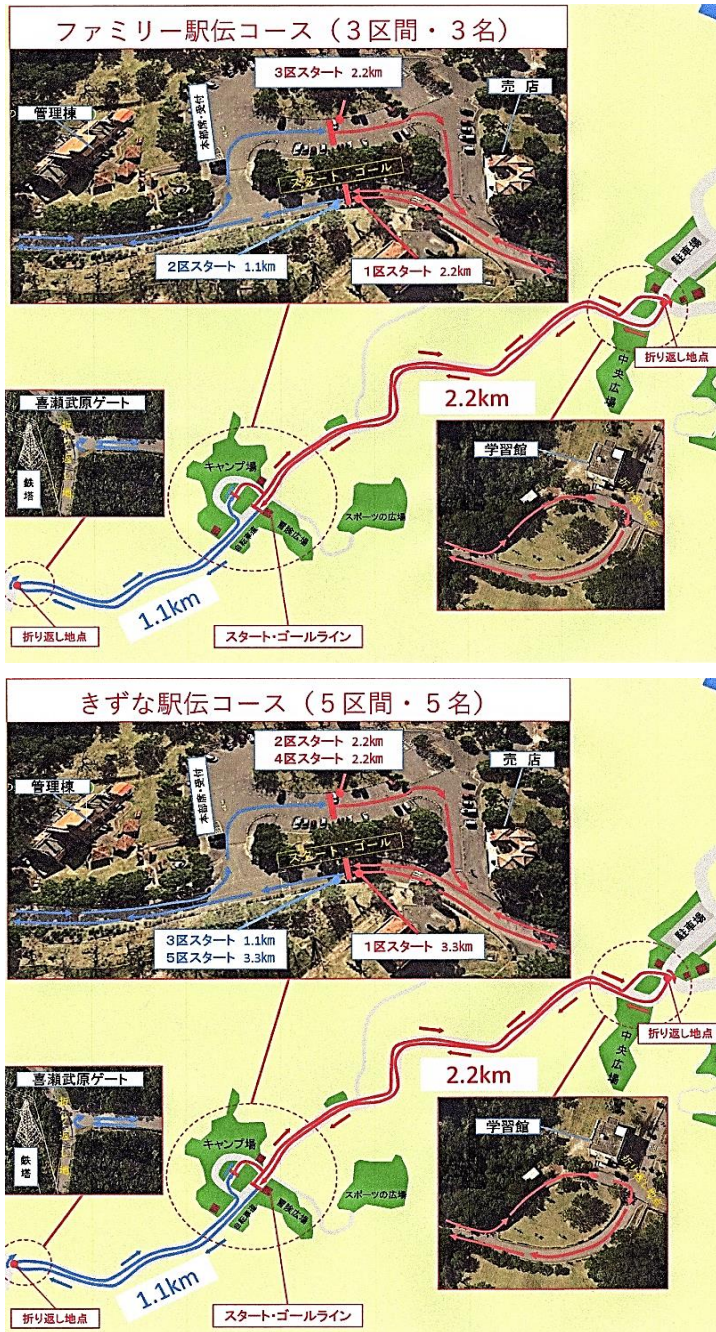 ファミリー駅伝コース（３区間・３名）
3区スタート 2.2km
売店
管理棟
本部席・受付
スタート・ゴール
2区スタート 1.1km
1区スタート 2.2km
駐車場
折り返し地点
中央広場
2.2km
喜瀬武原ゲート
鉄塔
学習館
キャンプ場
スポーツの広場
冒険広場
自転車置
1.1km
折り返し地点
スタート・ゴールライン
きずな駅伝コース（５区間・５名）
2区スタート 2.2km
4区スタート 2.2km
売店
管理棟
本部席・受付
スタート・ゴール
3区スタート 1.1km
5区スタート 3.3km
1区スタート 3.3km
駐車場
折り返し地点
中央広場
2.2km
喜瀬武原ゲート
鉄塔
学習館
キャンプ場
スポーツの広場
冒険広場
1.1km
折り返し地点
スタート・ゴールライン